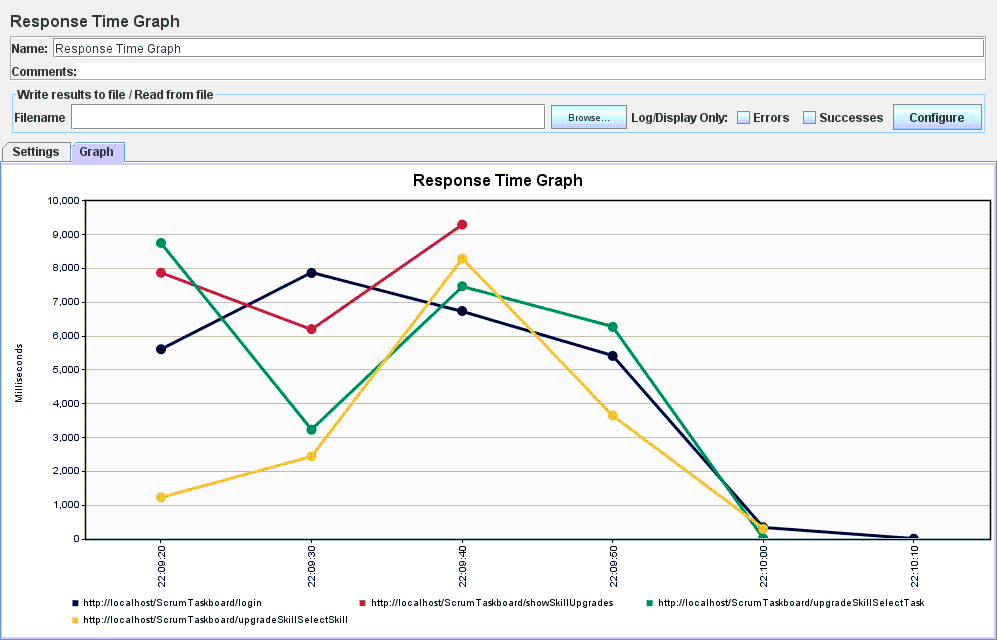 Response Time Graph
Name: Response Time Graph
Comments:
Write results to file / Read from file
Filename Browse... Log/Display Only: Errors Successes Configure
Settings Graph
Response Time Graph
10,000
9,000
8,000
7,000
6,000
5,000
4,000
3,000
2,000
1,000
0
Milliseconds
22:09:20 22:09:30 22:09:40 22:09:50 22:10:00 22:10:10
http://localhost/ScrumTaskboard/login http://localhost/ScrumTaskboard/showSkillUpgrades http://localhost/ScrumTaskboard/upgradeSkillSelectTask
http://localhost/ScrumTaskboard/upgradeSkillSelectSkill